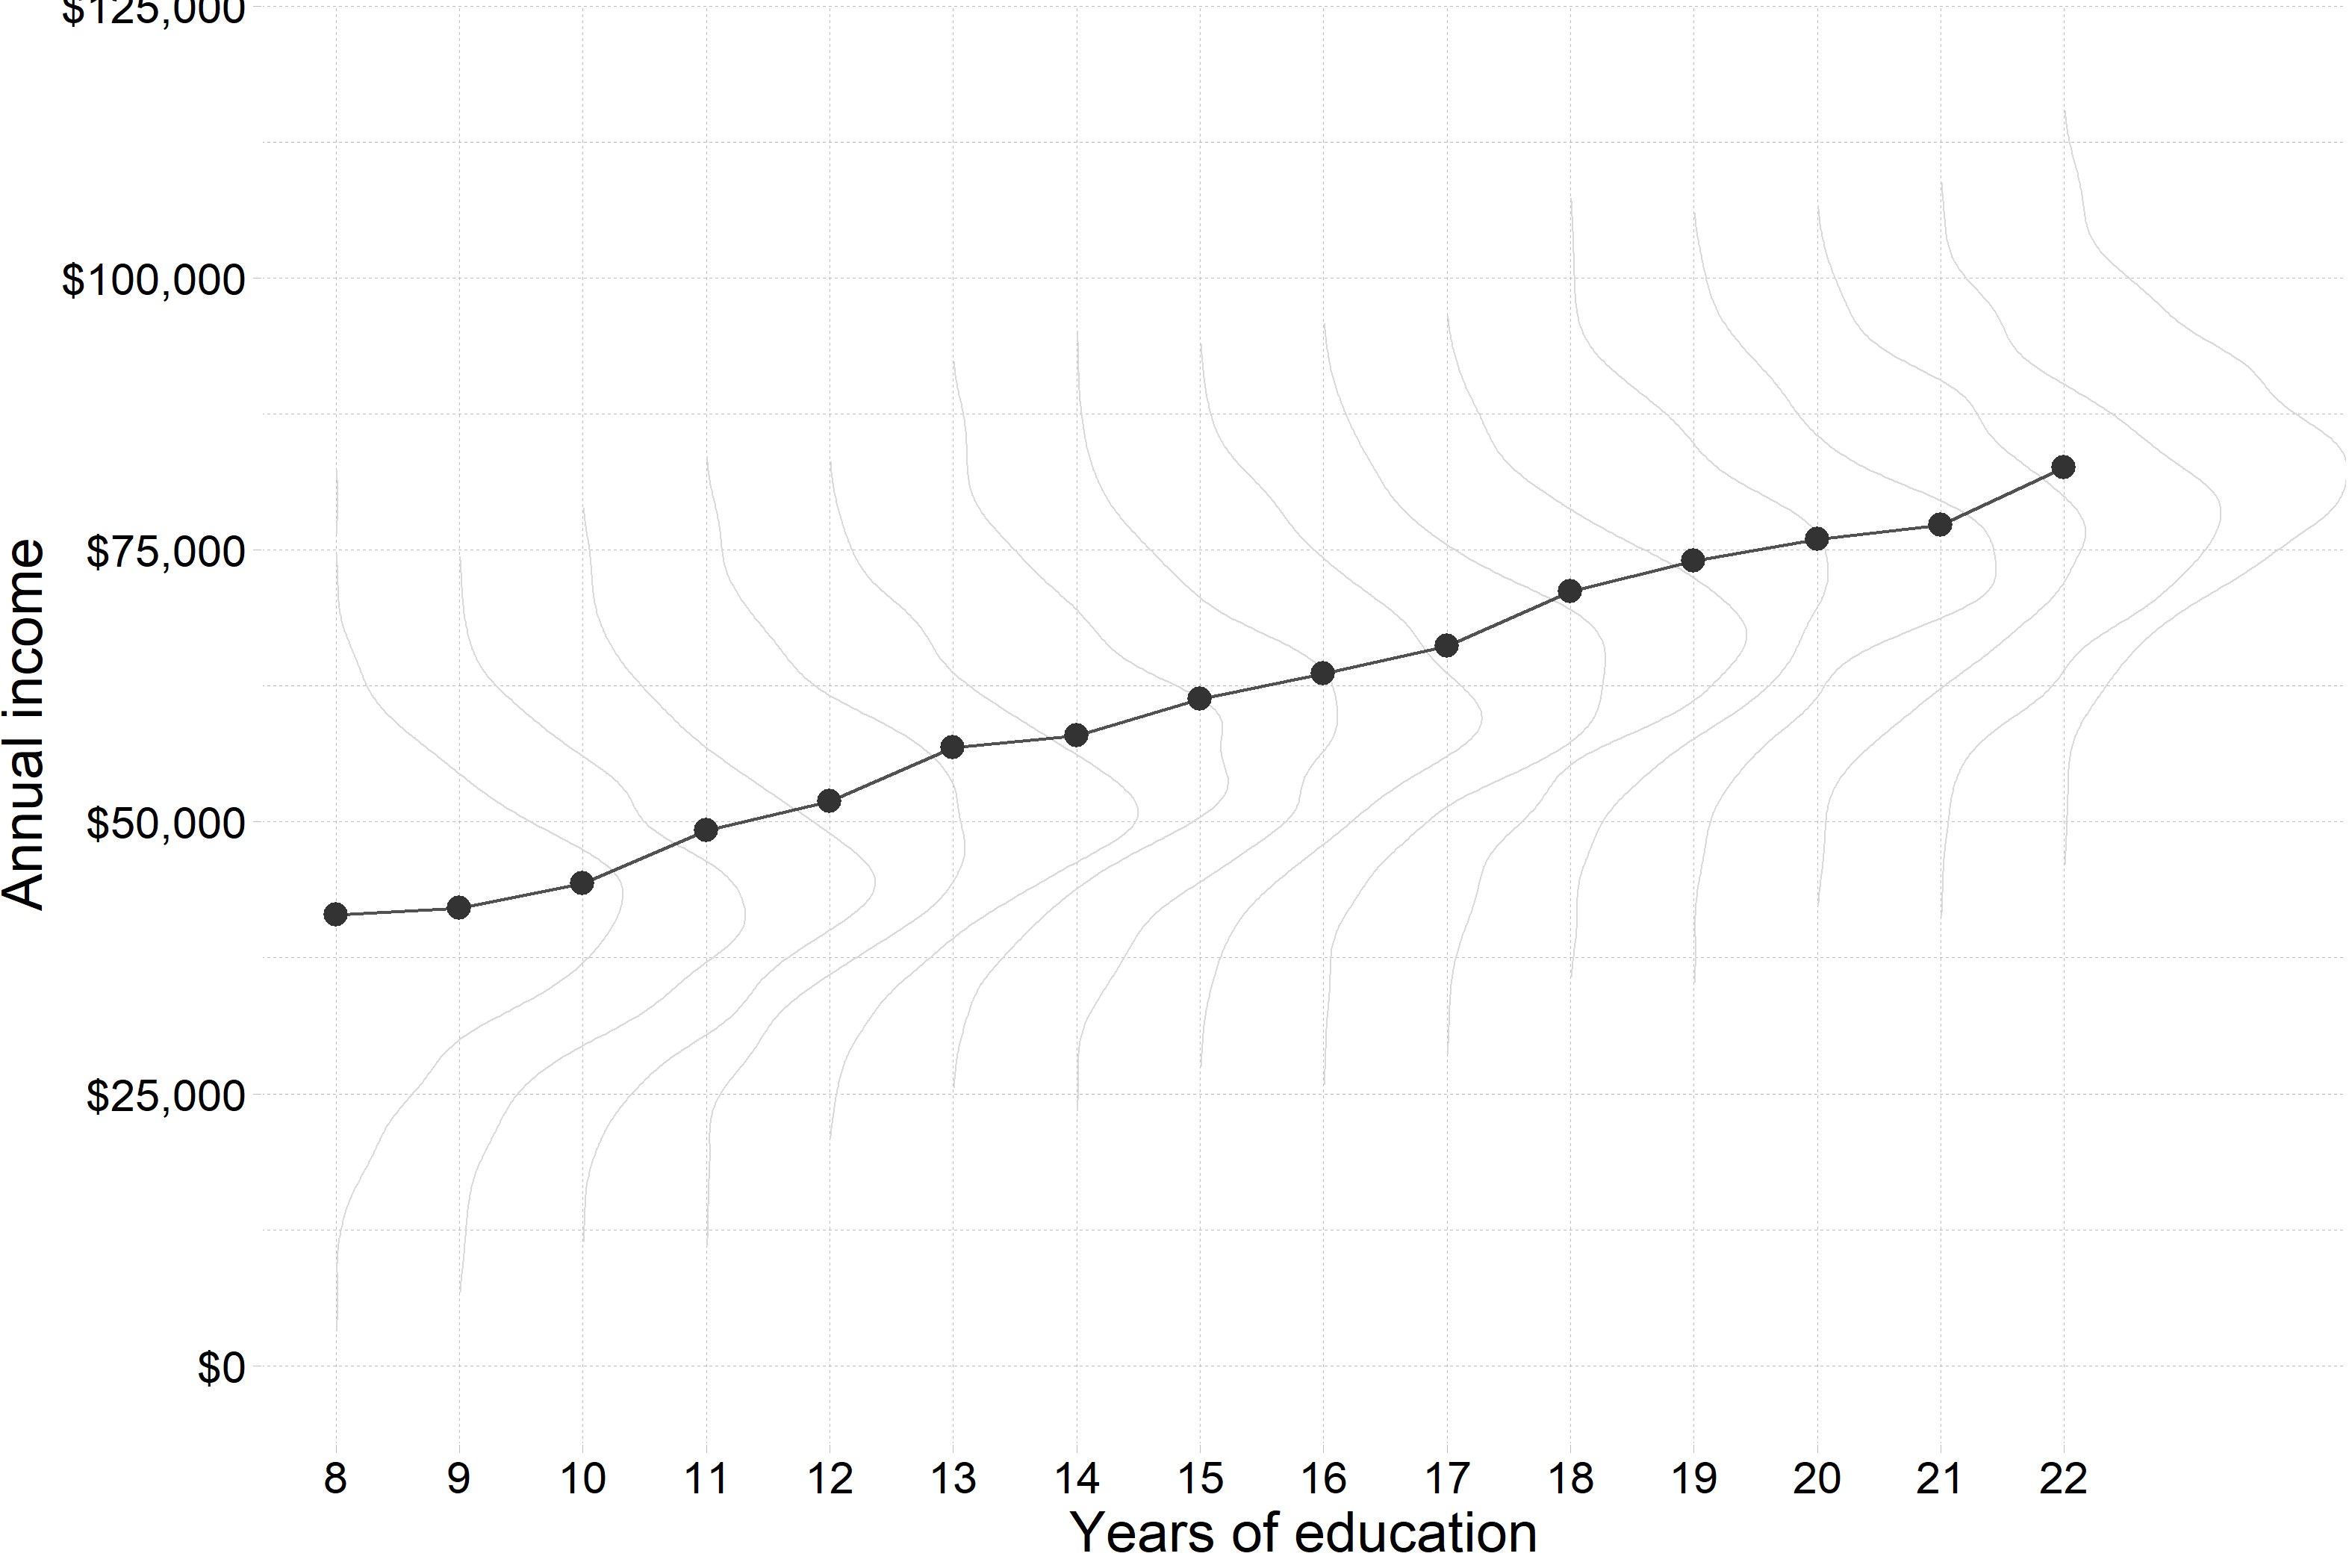 $125,000
$100,000
$75,000
$50,000
$25,000
$0
Annual income
8 9 10 11 12 13 14 15 16 17 18 19 20 21 22
Years of education